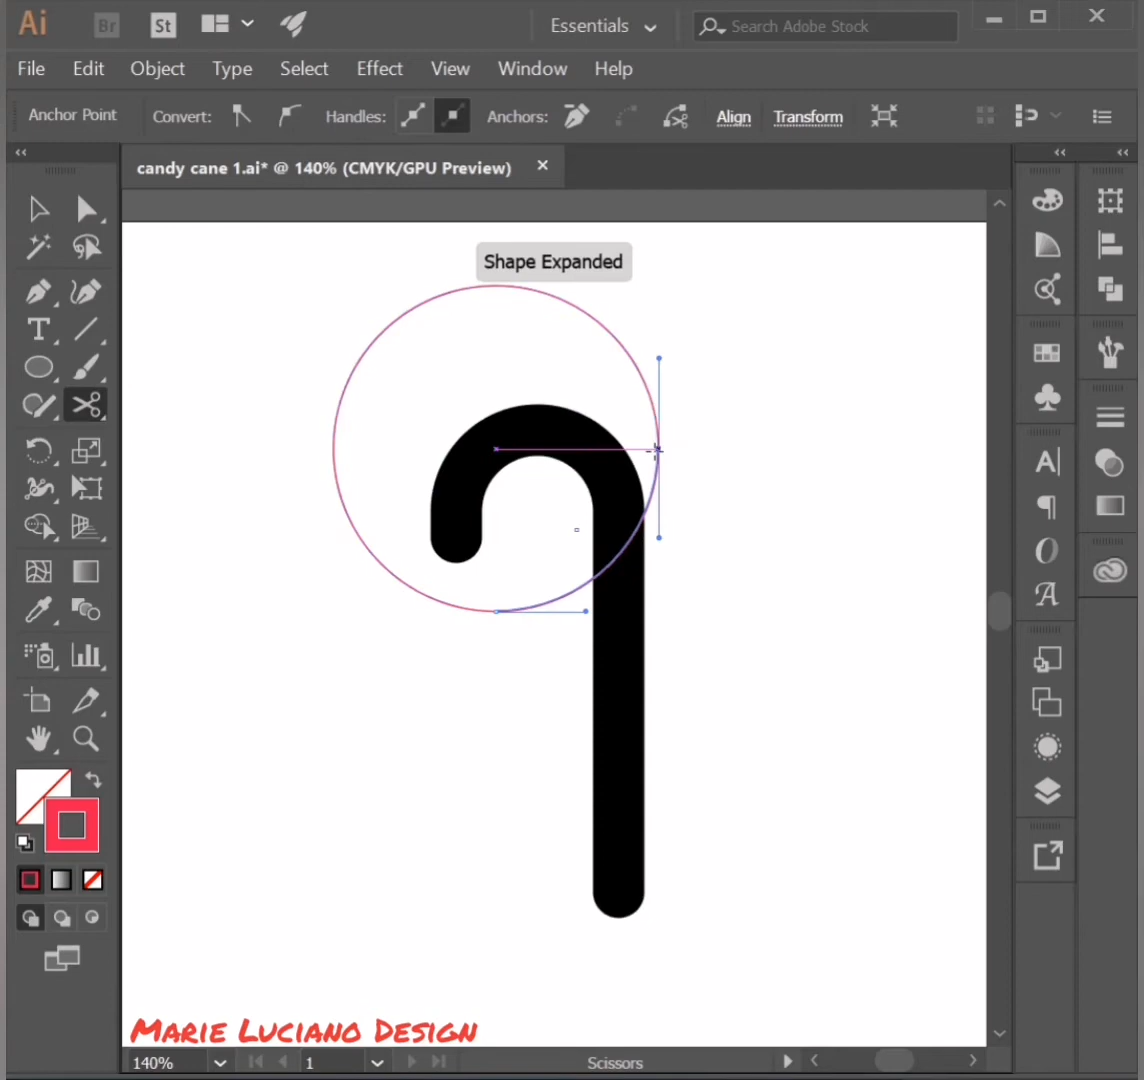 Ai Br St Essentials Search Adobe Stock
File Edit Object Type Select Effect View Window Help
Anchor Point Convert: Handles: Anchors: Align Transform
candy cane 1.ai* @ 140% (CMYK/GPU Preview)
Shape Expanded
Marie Luciano Design
140% 1 Scissors